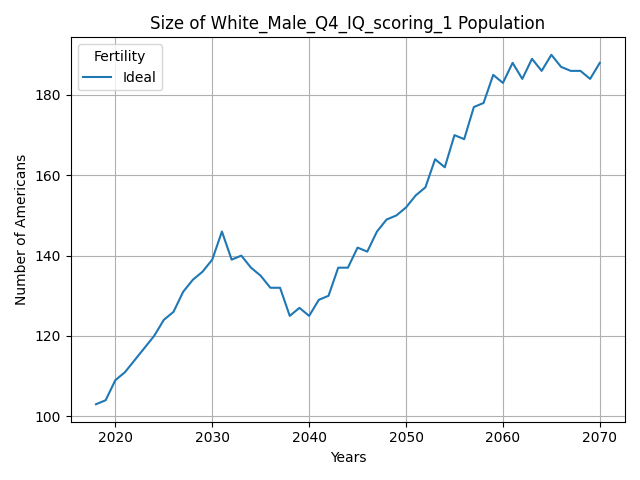 Size of White_Male_Q4_IQ_scoring_1 Population
Fertility
Ideal
Number of Americans
180
160
140
120
100
2020 2030 2040 2050 2060 2070
Years